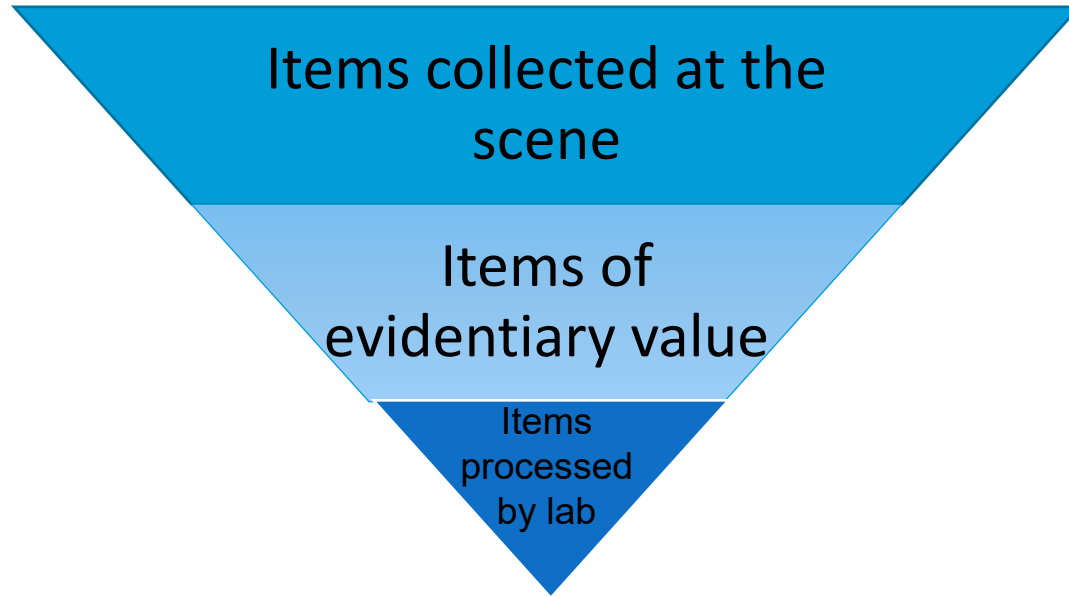 Items collected at the
scene
Items of
evidentiary value
Items
processed
by lab